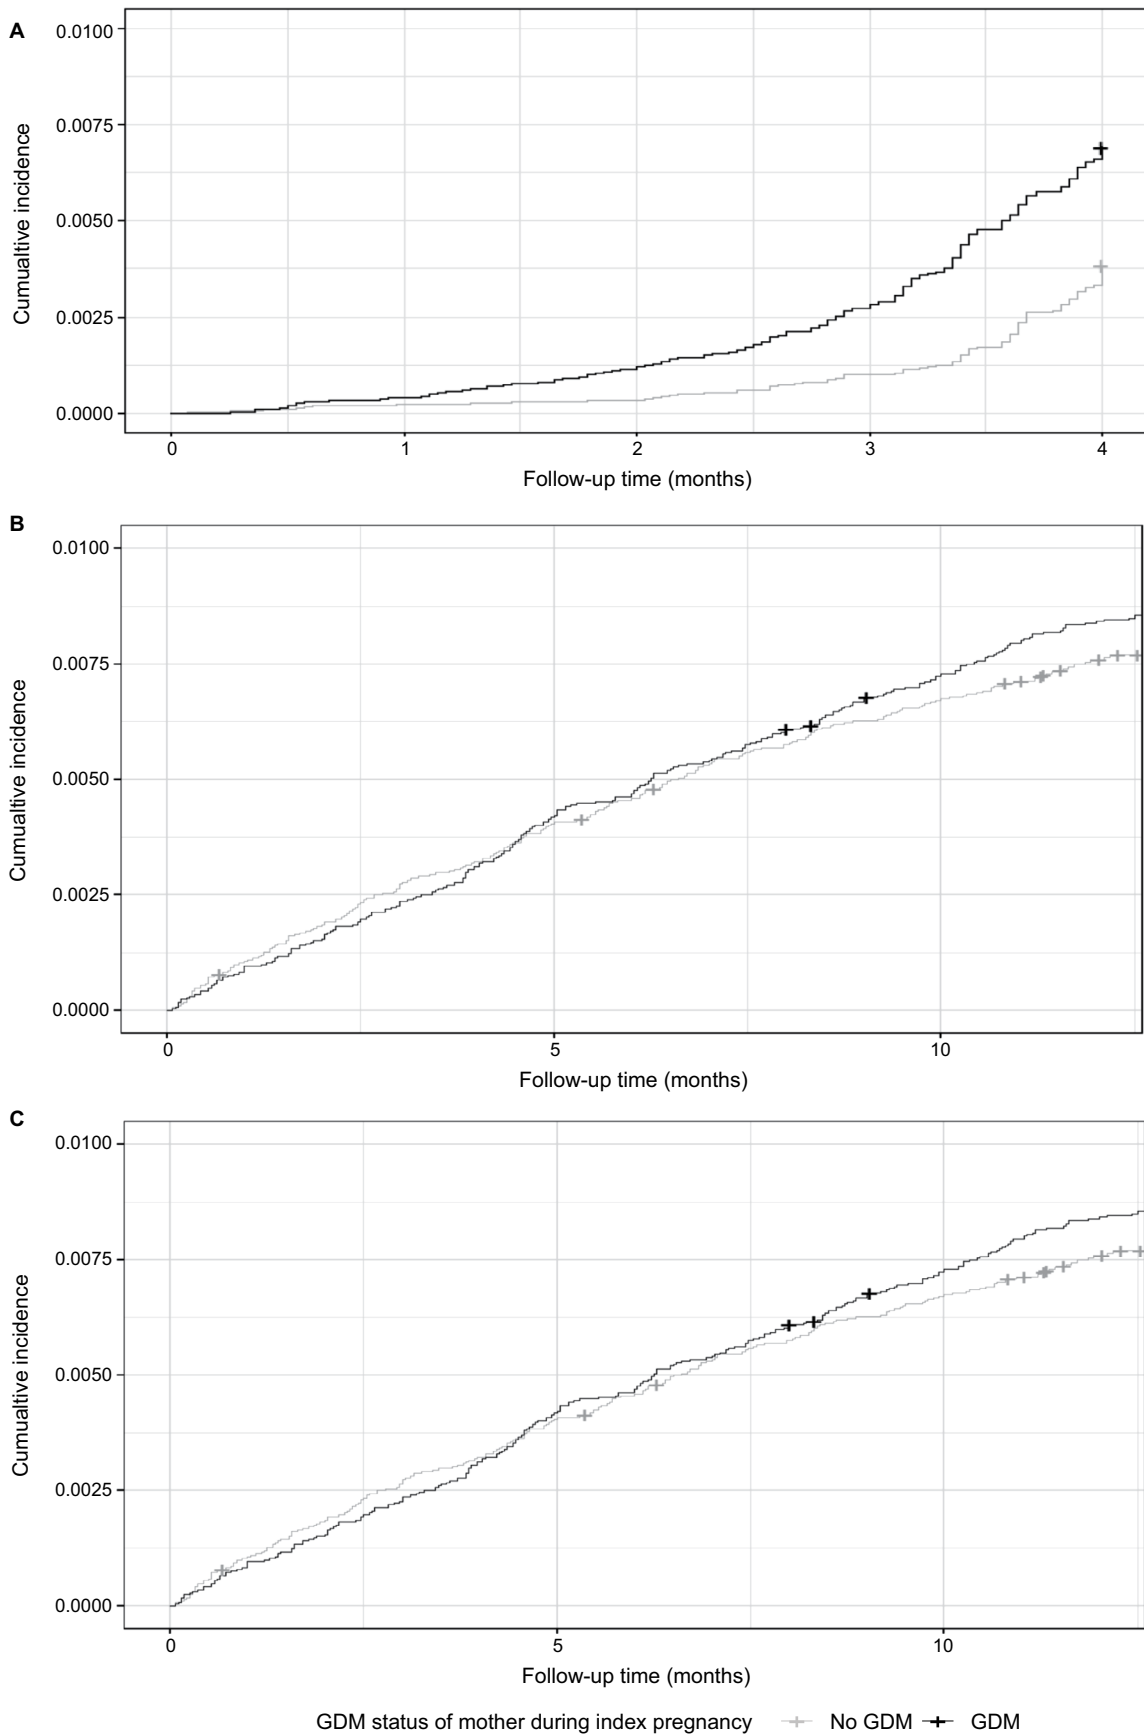 A
0.0100
0.0075
0.0050
0.0025
0.0000
Cumualtive incidence
0 1 2 3 4
Follow-up time (months)
B
0.0100
0.0075
0.0050
0.0025
0.0000
Cumualtive incidence
0 5 10
Follow-up time (months)
C
0.0100
0.0075
0.0050
0.0025
0.0000
Cumualtive incidence
0 5 10
Follow-up time (months)
GDM status of mother during index pregnancy No GDM GDM